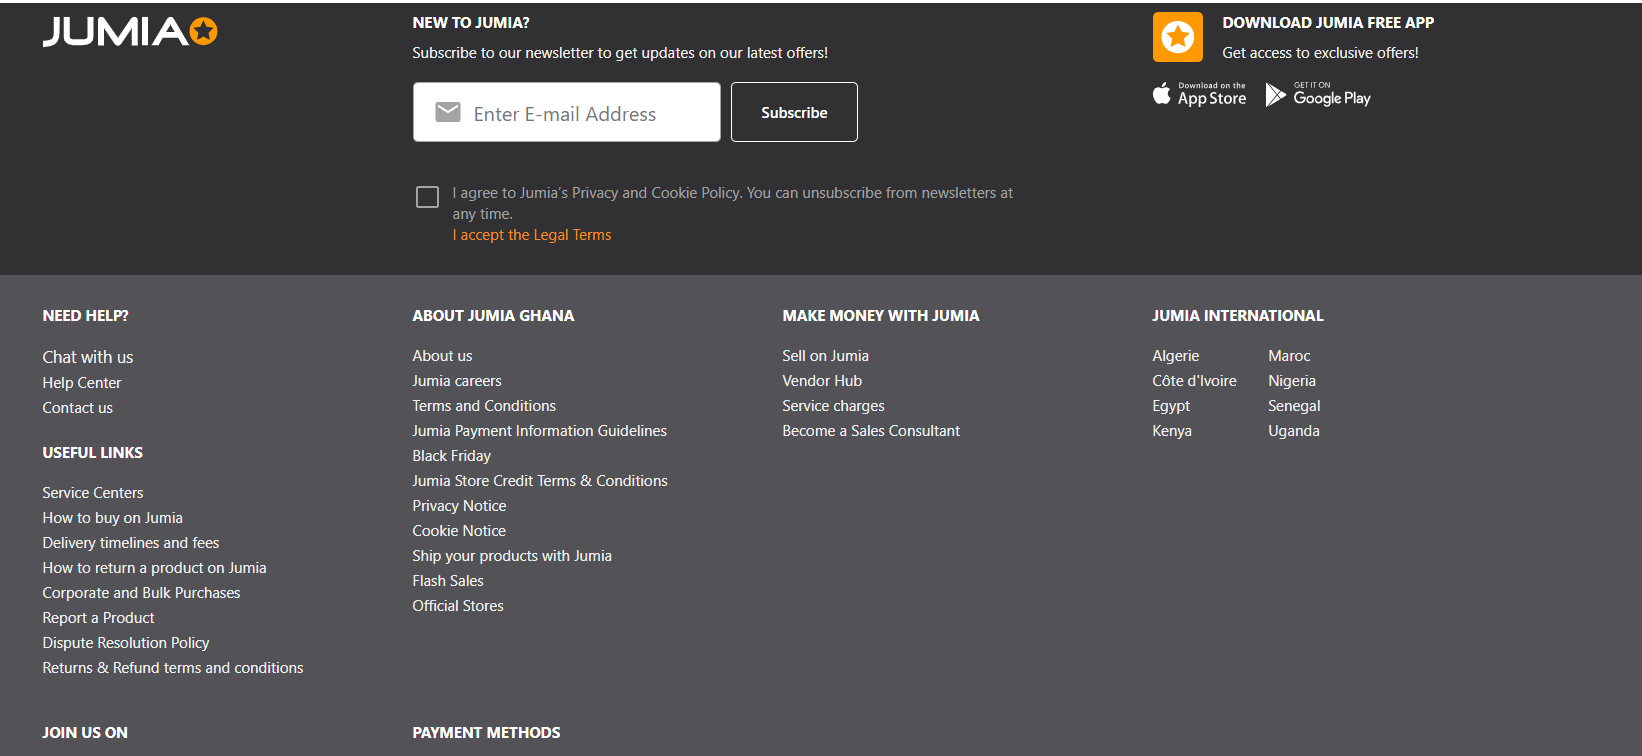 JUMIA
NEW TO JUMIA?
Subscribe to our newsletter to get updates on our latest offers!
Enter E-mail Address
Subscribe
I agree to Jumia's Privacy and Cookie Policy. You can unsubscribe from newsletters at
any time.
I accept the Legal Terms
DOWNLOAD JUMIA FREE APP
Get access to exclusive offers!
Download on the
App Store
GET IT ON
Google Play
NEED HELP?
Chat with us
Help Center
Contact us
USEFUL LINKS
Service Centers
How to buy on Jumia
Delivery timelines and fees
How to return a product on Jumia
Corporate and Bulk Purchases
Report a Product
Dispute Resolution Policy
Returns & Refund terms and conditions
ABOUT JUMIA GHANA
About us
Jumia careers
Terms and Conditions
Jumia Payment Information Guidelines
Black Friday
Jumia Store Credit Terms & Conditions
Privacy Notice
Cookie Notice
Ship your products with Jumia
Flash Sales
Official Stores
MAKE MONEY WITH JUMIA
Sell on Jumia
Vendor Hub
Service charges
Become a Sales Consultant
JUMIA INTERNATIONAL
Algerie
Côte d'Ivoire
Egypt
Kenya
Maroc
Nigeria
Senegal
Uganda
JOIN US ON
PAYMENT METHODS